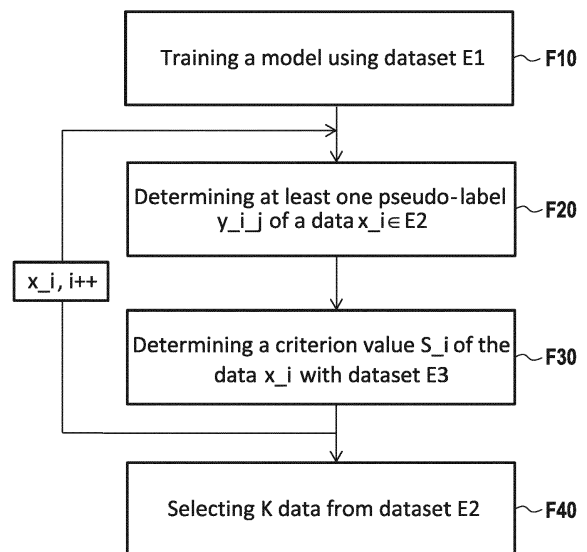 Training a model using dataset E1
F10
Determining at least one pseudo-label
y_i_j of a data x_i∈E2
F20
x_i, i++
Determining a criterion value S_i of the
data x_i with dataset E3
F30
Selecting K data from dataset E2
F40